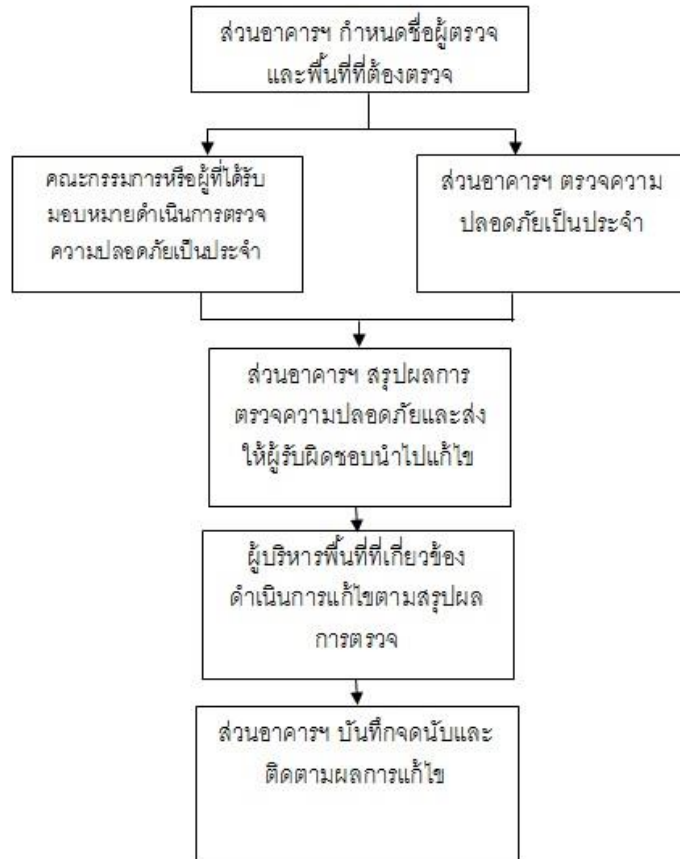 ส่วนอาคารฯ กำหนดชื่อผู้ตรวจ
และพื้นที่ที่ต้องตรวจ
คณะกรรมการหรือผู้ที่ได้รับ
มอบหมายดำเนินการตรวจ
ความปลอดภัยเป็นประจำ
ส่วนอาคารฯ ตรวจความ
ปลอดภัยเป็นประจำ
ส่วนอาคารฯ สรุปผลการ
ตรวจความปลอดภัยและส่ง
ให้ผู้รับผิดชอบนำไปแก้ไข
ผู้บริหารพื้นที่ที่เกี่ยวข้อง
ดำเนินการแก้ไขตามสรุปผล
การตรวจ
ส่วนอาคารฯ บันทึกจดนับและ
ติดตามผลการแก้ไข